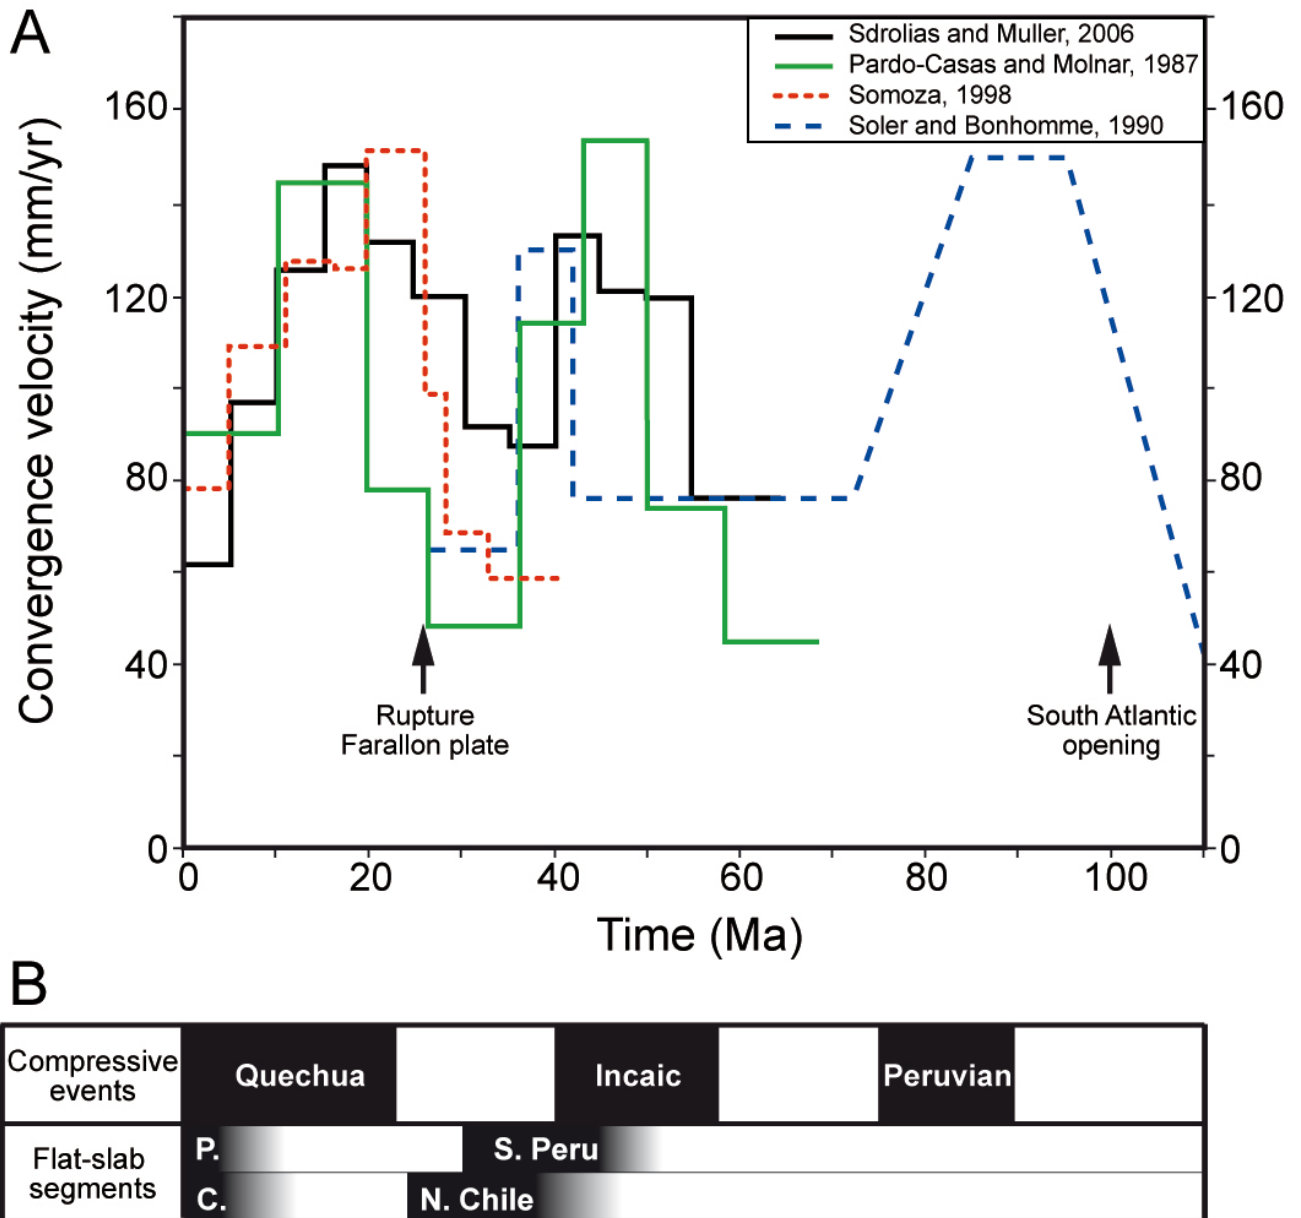 A
Convergence velocity (mm/yr)
Sdrolias and Muller, 2006
Pardo-Casas and Molnar, 1987
Somoza, 1998
Soler and Bonhomme, 1990
160
120
80
40
0
160
120
80
40
0
Rupture
Farallon plate
South Atlantic
opening
0 20 40 60 80 100
Time (Ma)
B
Compressive
events
Quechua
Incaic
Peruvian
Flat-slab
segments
P.
S. Peru
C.
N. Chile